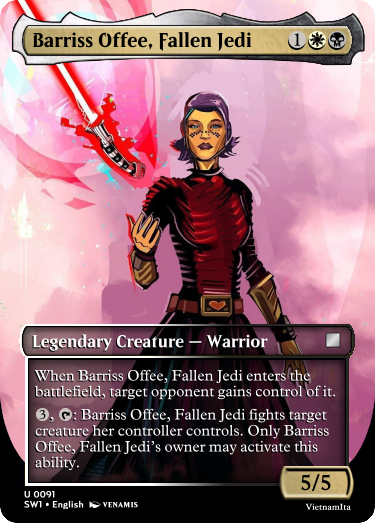 Barriss Offee, Fallen Jedi 1
Legendary Creature — Warrior
When Barriss Offee, Fallen Jedi enters the
battlefield, target opponent gains control of it.
3, : Barriss Offee, Fallen Jedi fights target
creature her controller controls. Only Barriss
Offee, Fallen Jedi's owner may activate this
ability.
5/5
U 0091
SW1 • English VENAMIS
VietnamIta